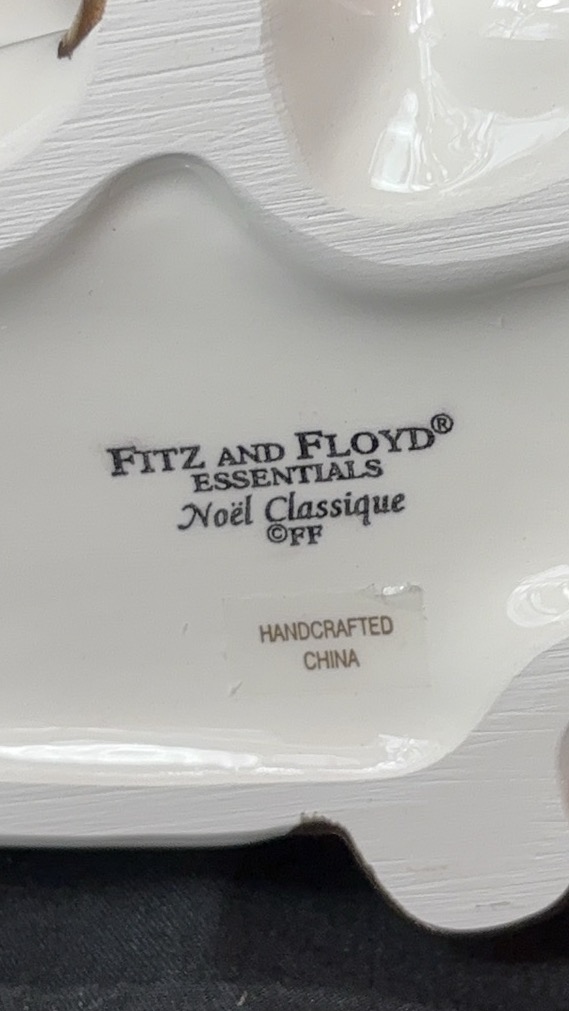 FITZ AND FLOYD®
ESSENTIALS
Noël Classique
©FF
HANDCRAFTED
CHINA